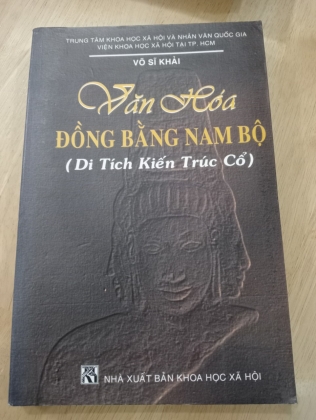 TRUNG TÂM KHOA HỌC XÃ HỘI VÀ NHÂN VĂN QUỐC GIA
VIỆN KHOA HỌC XÃ HỘI TẠI TP. HCM
VÕ SĨ KHẢI
Văn Hóa
ĐỒNG BẰNG NAM BỘ
(Di Tích Kiến Trúc Cổ)
NHÀ XUẤT BẢN KHOA HỌC XÃ HỘI